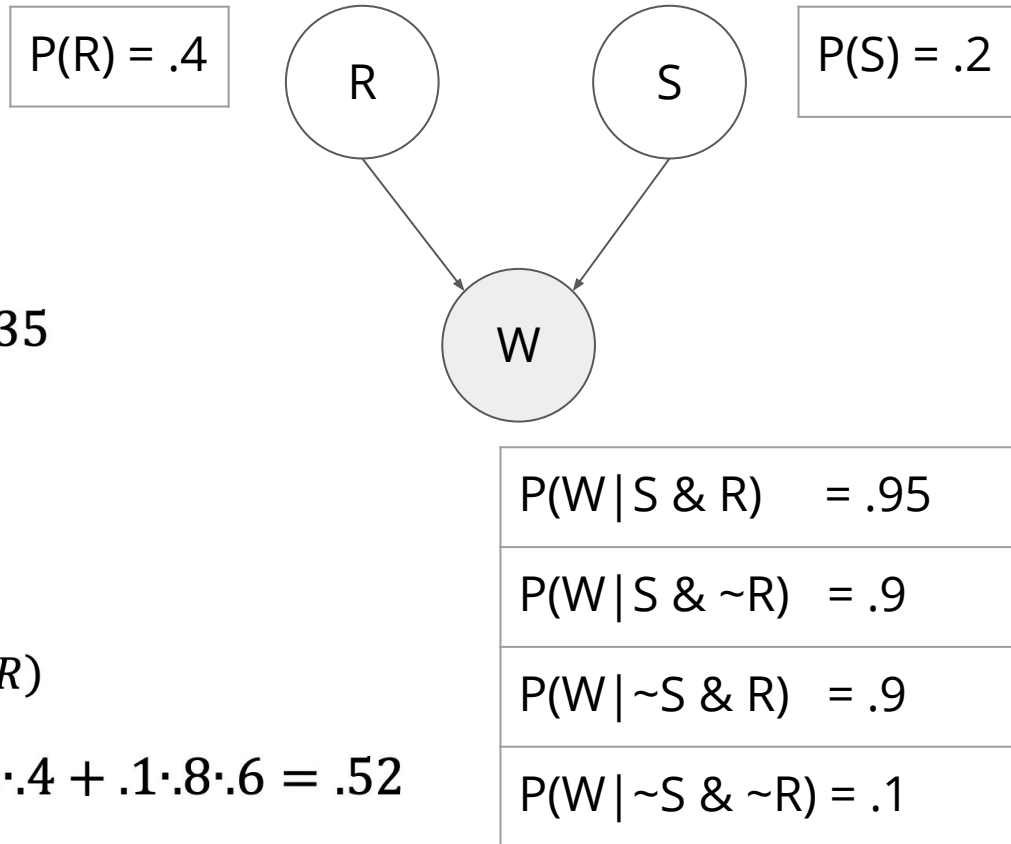 P(R) = .4
R
S
P(S) = .2
35
W
P(W|S & R) = .95
P(W|S & ~R) = .9
R)
P(W|~S & R) = .9
·.4 + .1·.8·.6 = .52
P(W|~S & ~R) = .1